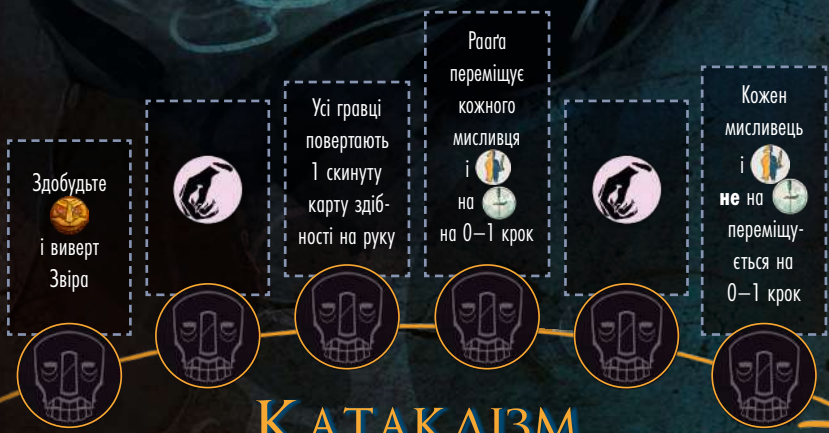 Здобудьте
і виверт
Звіра
Усі гравці
повертають
1 скинуту
карту здіб-
ності на руку
Рааґа
переміщує
кожного
мисливця
і
на
на 0–1 крок
Кожен
мисливець
і
не на
переміщу-
ється на
0–1 крок
КАТАКЛІЗМ